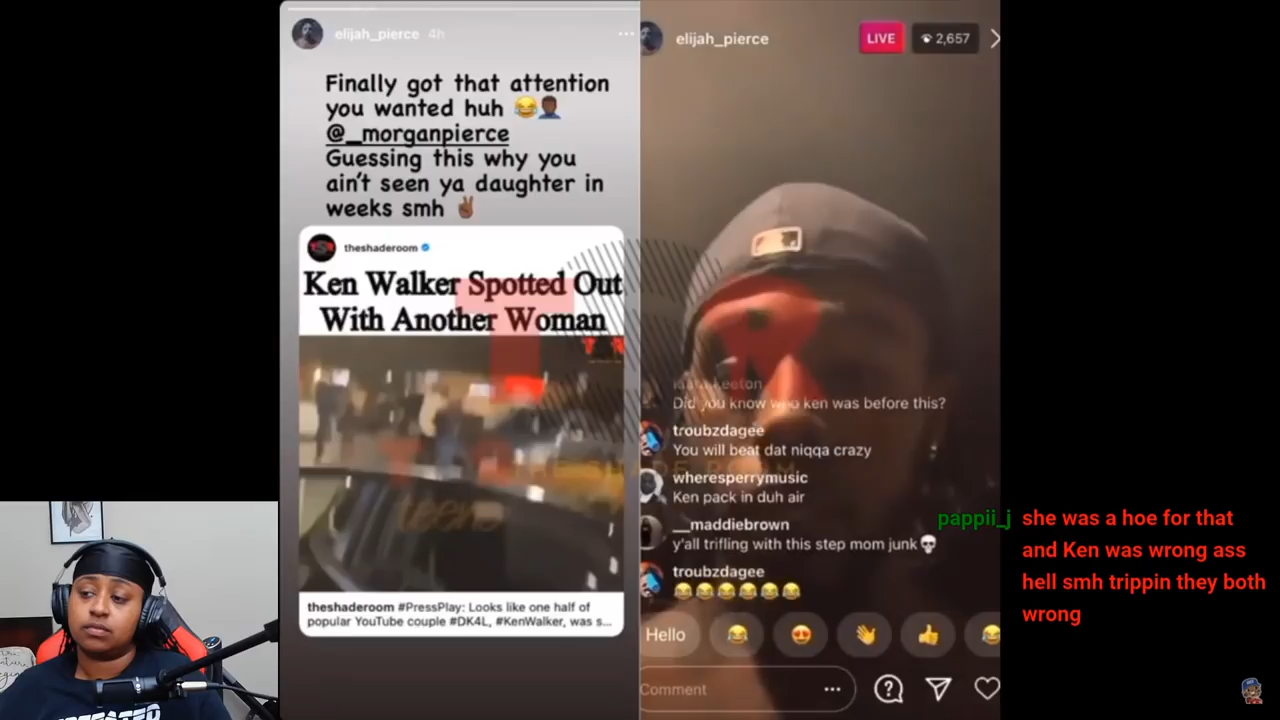 elijah_pierce 4h
Finally got that attention
you wanted huh 😂🤦🏾‍♂️
@_morganpierce
Guessing this why you
ain't seen ya daughter in
weeks smh ✌🏾
theshaderoom
Ken Walker Spotted Out
With Another Woman
teens
theshaderoom #PressPlay: Looks like one half of
popular YouTube couple #DK4L, #KenWalker, was s...
elijah_pierce
LIVE
2,657
Did you know who ken was before this?
troubzdagee
You will beat dat niqqa crazy
wheresperrymusic
Ken pack in duh air
__maddiebrown
y'all trifling with this step mom junk💀
troubzdagee
😂😂😂😂😂😂
Hello
Comment
pappii_j she was a hoe for that
and Ken was wrong ass
hell smh trippin they both
wrong